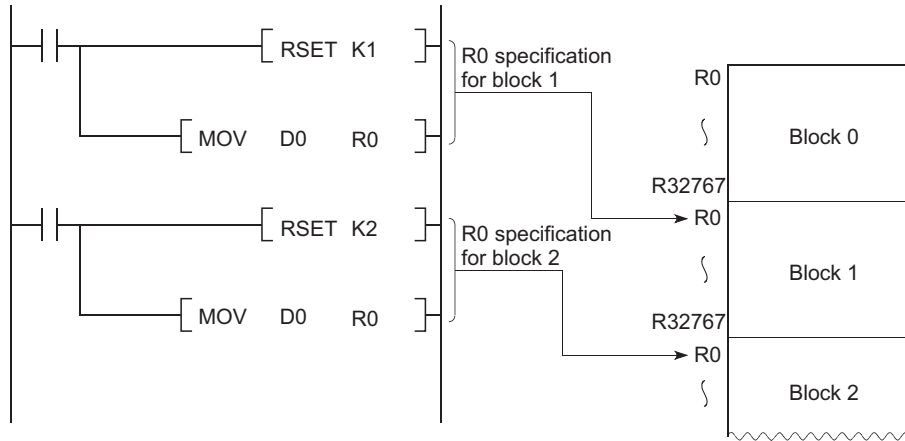 RSET K1
MOV D0 R0
R0 specification
for block 1
RSET K2
MOV D0 R0
R0 specification
for block 2
R0
Block 0
R32767
R0
Block 1
R32767
R0
Block 2